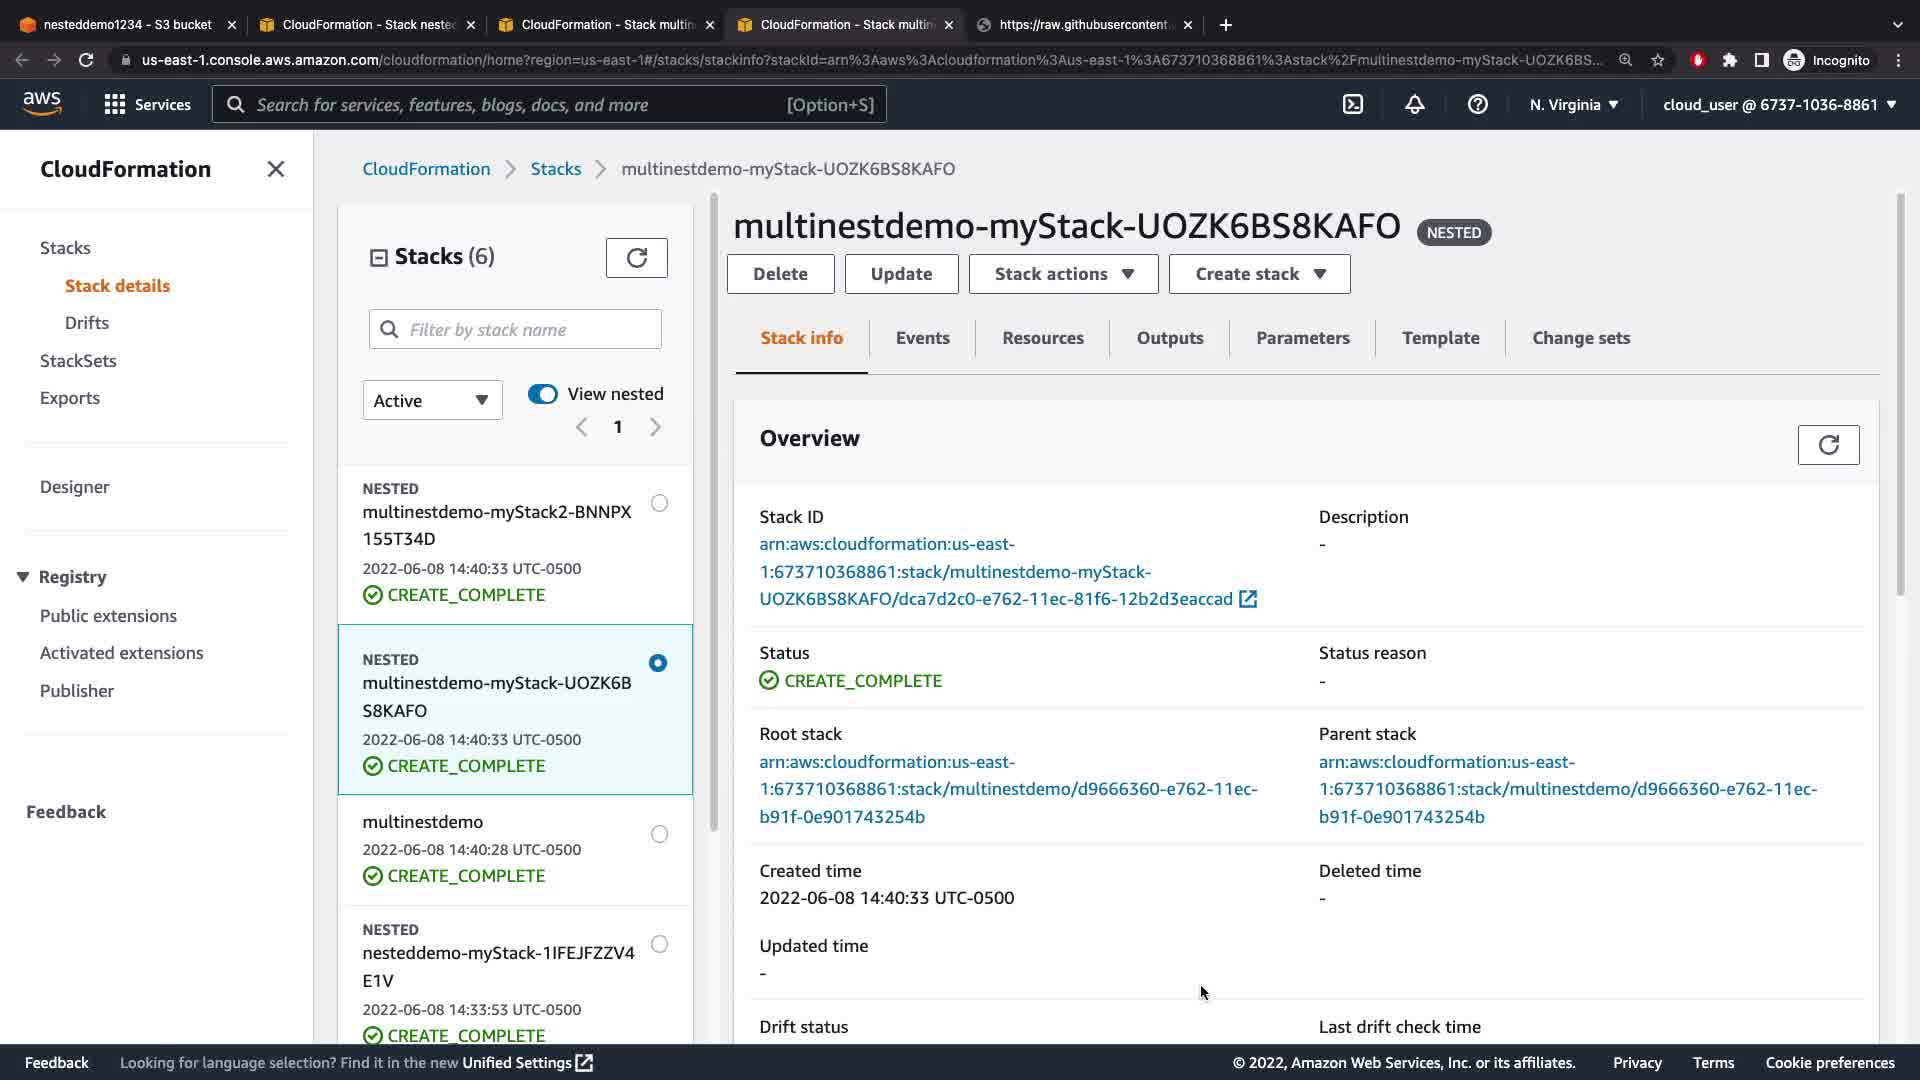 nesteddemo1234 - S3 bucket
CloudFormation - Stack neste
CloudFormation - Stack multin
CloudFormation - Stack multin
https://raw.githubusercontent.
us-east-1.console.aws.amazon.com/cloudformation/home?region=us-east-1#/stacks/stackinfo?stackId=arn%3Aaws%3Acloudformation%3Aus-east-1%3A673710368861%3Astack%2Fmultinestdemo-myStack-UOZK6BS...
Incognito
aws
Services
Search for services, features, blogs, docs, and more
[Option+S]
N. Virginia
cloud_user @ 6737-1036-8861
CloudFormation
Stacks
Stack details
Drifts
StackSets
Exports
Designer
Registry
Public extensions
Activated extensions
Publisher
Feedback
CloudFormation
Stacks
multinestdemo-myStack-UOZK6BS8KAFO
Stacks (6)
Filter by stack name
Active
View nested
1
NESTED
multinestdemo-myStack2-BNNPX
155T34D
2022-06-08 14:40:33 UTC-0500
CREATE_COMPLETE
NESTED
multinestdemo-myStack-UOZK6B
S8KAFO
2022-06-08 14:40:33 UTC-0500
CREATE_COMPLETE
multinestdemo
2022-06-08 14:40:28 UTC-0500
CREATE_COMPLETE
NESTED
nesteddemo-myStack-1IFEJFZZV4
E1V
2022-06-08 14:33:53 UTC-0500
CREATE_COMPLETE
multinestdemo-myStack-UOZK6BS8KAFO
NESTED
Delete
Update
Stack actions
Create stack
Stack info
Events
Resources
Outputs
Parameters
Template
Change sets
Overview
Stack ID
arn:aws:cloudformation:us-east-
1:673710368861:stack/multinestdemo-myStack-
UOZK6BS8KAFO/dca7d2c0-e762-11ec-81f6-12b2d3eaccad
Description
-
Status
CREATE_COMPLETE
Status reason
-
Root stack
arn:aws:cloudformation:us-east-
1:673710368861:stack/multinestdemo/d9666360-e762-11ec-
b91f-0e901743254b
Parent stack
arn:aws:cloudformation:us-east-
1:673710368861:stack/multinestdemo/d9666360-e762-11ec-
b91f-0e901743254b
Created time
2022-06-08 14:40:33 UTC-0500
Deleted time
-
Updated time
-
Drift status
Last drift check time
Feedback
Looking for language selection? Find it in the new Unified Settings
© 2022, Amazon Web Services, Inc. or its affiliates.
Privacy
Terms
Cookie preferences